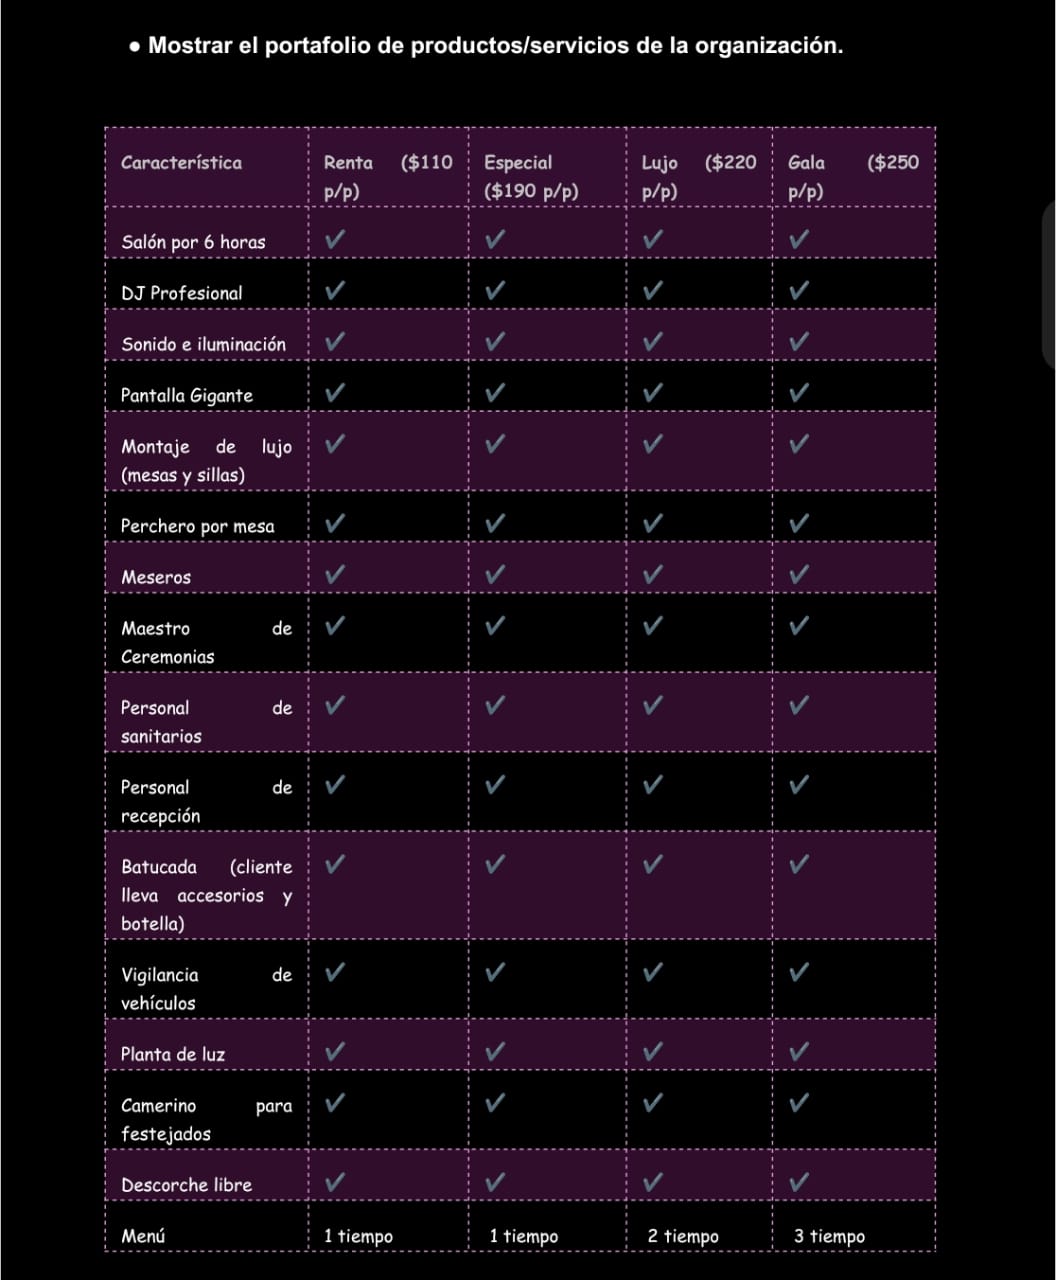 ● Mostrar el portafolio de productos/servicios de la organización.
Característica Renta ($110 Especial Lujo ($220 Gala ($250
p/p) ($190 p/p) p/p) p/p)
Salón por 6 horas ✔ ✔ ✔ ✔
DJ Profesional ✔ ✔ ✔ ✔
Sonido e iluminación ✔ ✔ ✔ ✔
Pantalla Gigante ✔ ✔ ✔ ✔
Montaje de lujo ✔ ✔ ✔ ✔
(mesas y sillas)
Perchero por mesa ✔ ✔ ✔ ✔
Meseros ✔ ✔ ✔ ✔
Maestro de ✔ ✔ ✔ ✔
Ceremonias
Personal de ✔ ✔ ✔ ✔
sanitarios
Personal de ✔ ✔ ✔ ✔
recepción
Batucada (cliente ✔ ✔ ✔ ✔
lleva accesorios y
botella)
Vigilancia de ✔ ✔ ✔ ✔
vehículos
Planta de luz ✔ ✔ ✔ ✔
Camerino para ✔ ✔ ✔ ✔
festejados
Descorche libre ✔ ✔ ✔ ✔
Menú 1 tiempo 1 tiempo 2 tiempo 3 tiempo